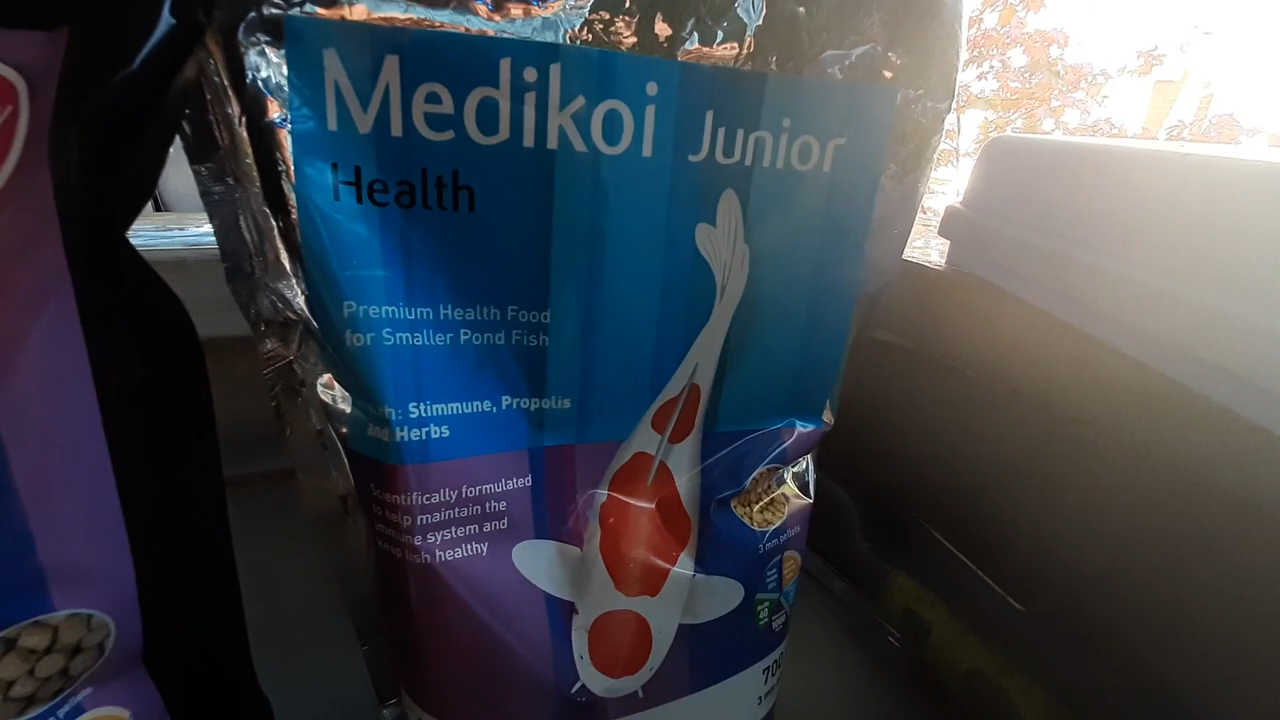 Medikoi Junior
Health
Premium Health Food
for Smaller Pond Fish
Stimmune, Propolis
and Herbs
Scientifically formulated
to help maintain the
immune system and
keep fish healthy
3 mm pellets
700